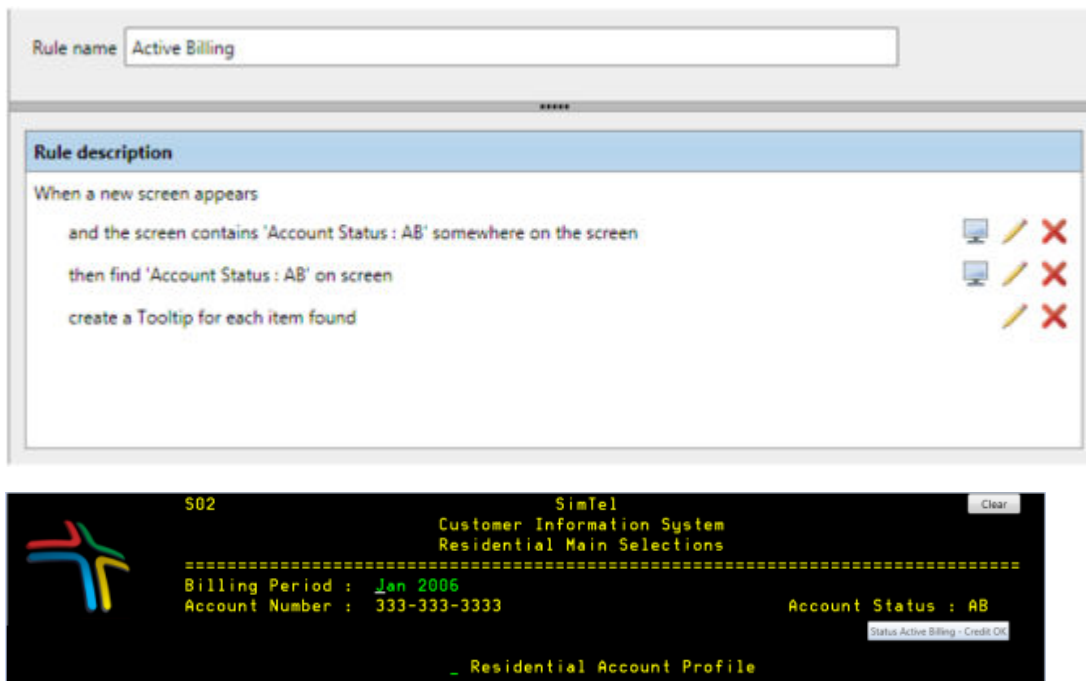 Rule name Active Billing
Rule description
When a new screen appears
and the screen contains 'Account Status : AB' somewhere on the screen
then find 'Account Status : AB' on screen
create a Tooltip for each item found
S02 SimTel Clear
Customer Information System
Residential Main Selections
================================================================================
Billing Period : Jan 2006
Account Number : 333-333-3333 Account Status : AB
Status Active Billing - Credit OK
_ Residential Account Profile